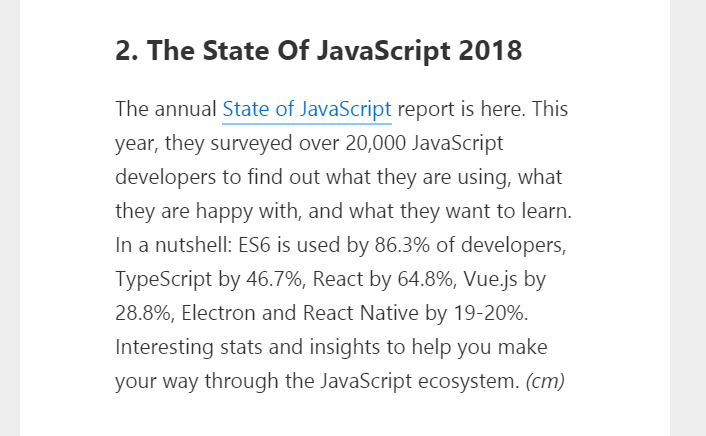 2. The State Of JavaScript 2018
The annual State of JavaScript report is here. This
year, they surveyed over 20,000 JavaScript
developers to find out what they are using, what
they are happy with, and what they want to learn.
In a nutshell: ES6 is used by 86.3% of developers,
TypeScript by 46.7%, React by 64.8%, Vue.js by
28.8%, Electron and React Native by 19-20%.
Interesting stats and insights to help you make
your way through the JavaScript ecosystem. (cm)